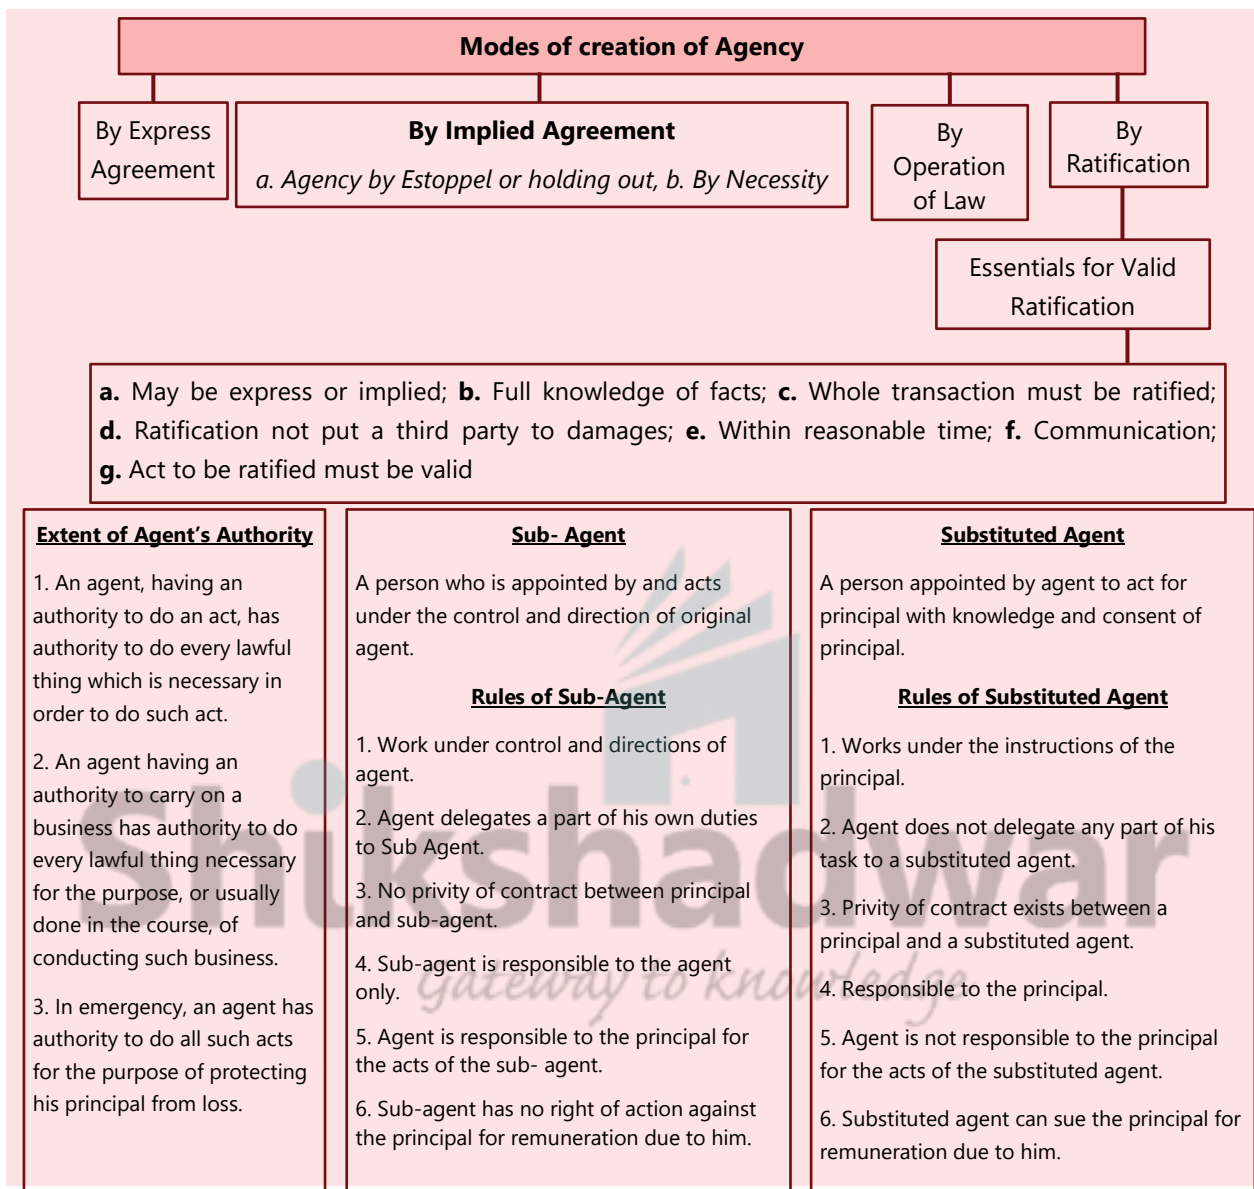 Modes of creation of Agency
By Express
Agreement
By Implied Agreement
a. Agency by Estoppel or holding out, b. By Necessity
By
Operation
of Law
By
Ratification
Essentials for Valid
Ratification
a. May be express or implied; b. Full knowledge of facts; c. Whole transaction must be ratified;
d. Ratification not put a third party to damages; e. Within reasonable time; f. Communication;
g. Act to be ratified must be valid
Extent of Agent's Authority
1. An agent, having an
authority to do an act, has
authority to do every lawful
thing which is necessary in
order to do such act.
2. An agent having an
authority to carry on a
business has authority to do
every lawful thing necessary
for the purpose, or usually
done in the course, of
conducting such business.
3. In emergency, an agent has
authority to do all such acts
for the purpose of protecting
his principal from loss.
Sub- Agent
A person who is appointed by and acts
under the control and direction of original
agent.
Rules of Sub-Agent
1. Work under control and directions of
agent.
2. Agent delegates a part of his own duties
to Sub Agent.
3. No privity of contract between principal
and sub-agent.
4. Sub-agent is responsible to the agent
only.
5. Agent is responsible to the principal for
the acts of the sub- agent.
6. Sub-agent has no right of action against
the principal for remuneration due to him.
Substituted Agent
A person appointed by agent to act for
principal with knowledge and consent of
principal.
Rules of Substituted Agent
1. Works under the instructions of the
principal.
2. Agent does not delegate any part of his
task to a substituted agent.
3. Privity of contract exists between a
principal and a substituted agent.
4. Responsible to the principal.
5. Agent is not responsible to the principal
for the acts of the substituted agent.
6. Substituted agent can sue the principal for
remuneration due to him.
Shikshadwar
Gateway to knowledge